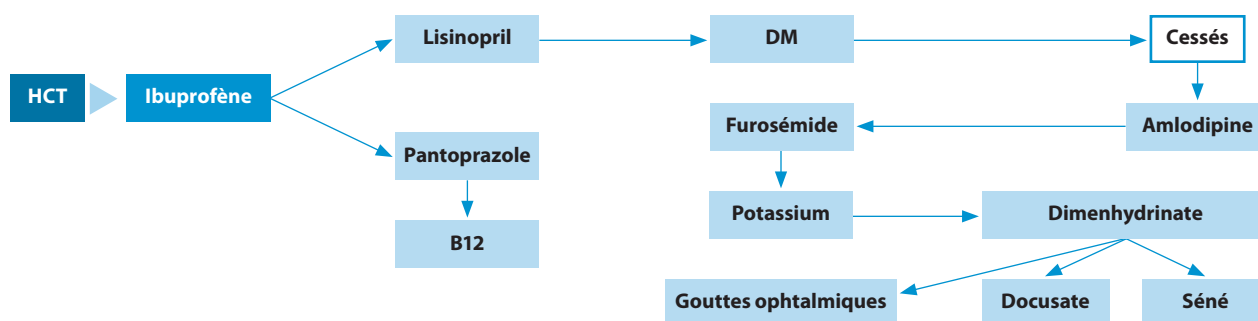 Lisinopril
DM
Cessés
HCT
Ibuprofène
Furosémide
Amlodipine
Pantoprazole
Potassium
Dimenhydrinate
B12
Gouttes ophtalmiques
Docusate
Séné